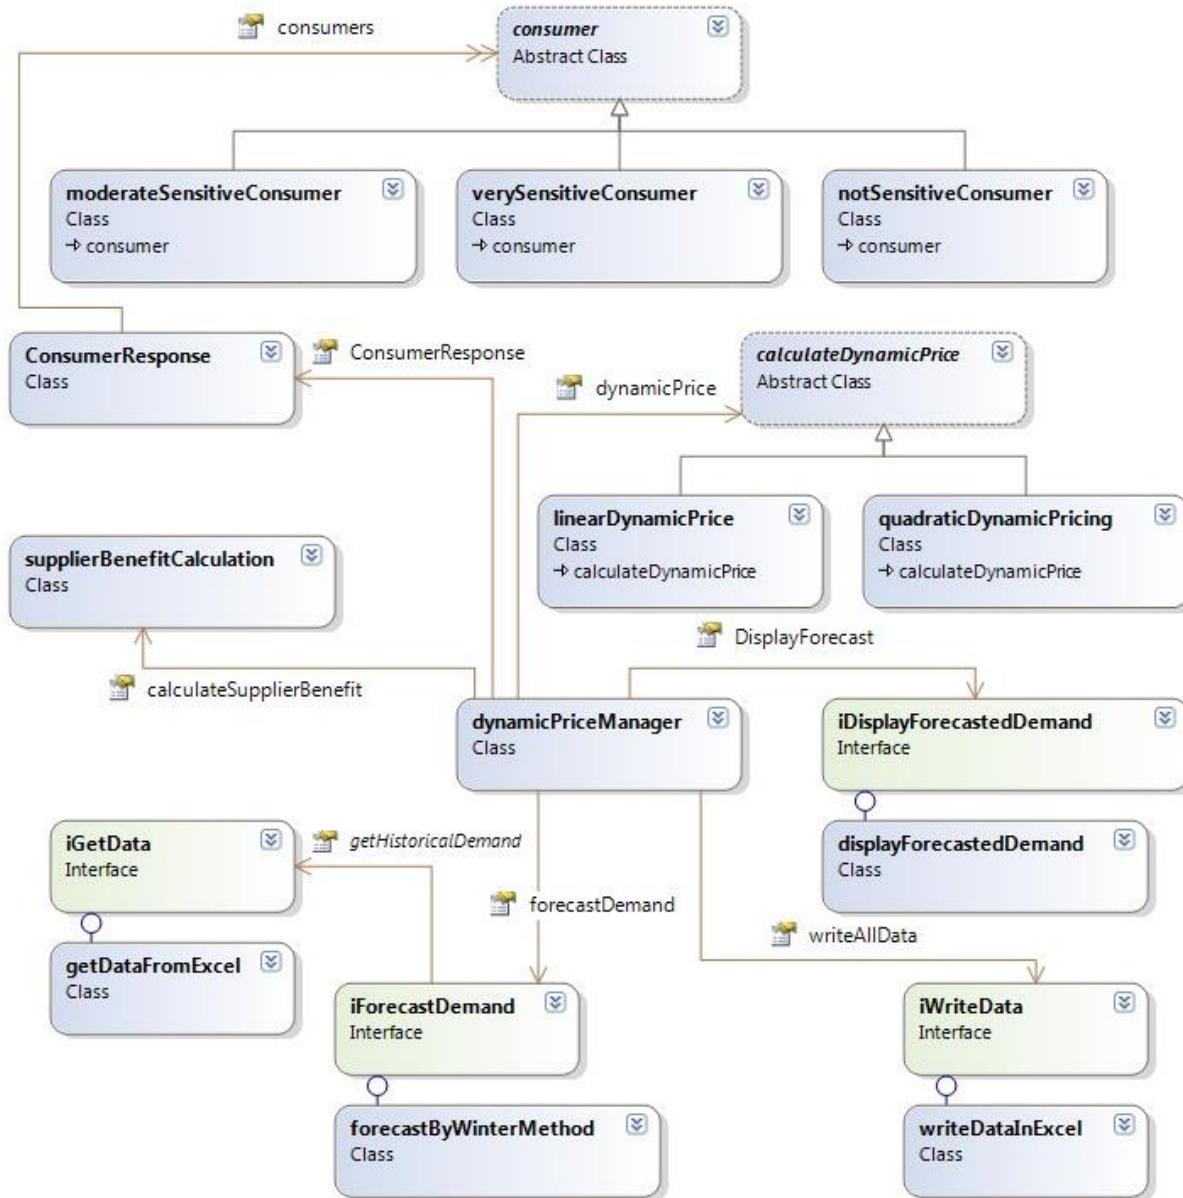 consumers
consumer
Abstract Class
moderateSensitiveConsumer
Class
→ consumer
verySensitiveConsumer
Class
→ consumer
notSensitiveConsumer
Class
→ consumer
ConsumerResponse
Class
ConsumerResponse
dynamicPrice
calculateDynamicPrice
Abstract Class
linearDynamicPrice
Class
→ calculateDynamicPrice
quadraticDynamicPricing
Class
→ calculateDynamicPrice
supplierBenefitCalculation
Class
calculateSupplierBenefit
DisplayForecast
dynamicPriceManager
Class
iDisplayForecastedDemand
Interface
displayForecastedDemand
Class
iGetData
Interface
getHistoricalDemand
getDataFromExcel
Class
forecastDemand
writeAllData
iForecastDemand
Interface
forecastByWinterMethod
Class
iWriteData
Interface
writeDataInExcel
Class